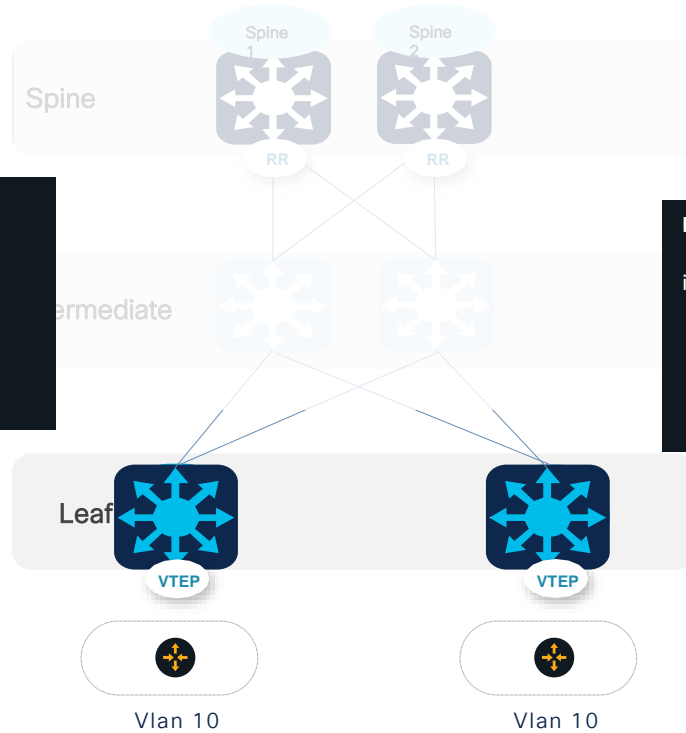 Spine
1
Spine
2
Spine
RR
RR
ermediate
Leaf
VTEP
VTEP
Vlan 10
Vlan 10